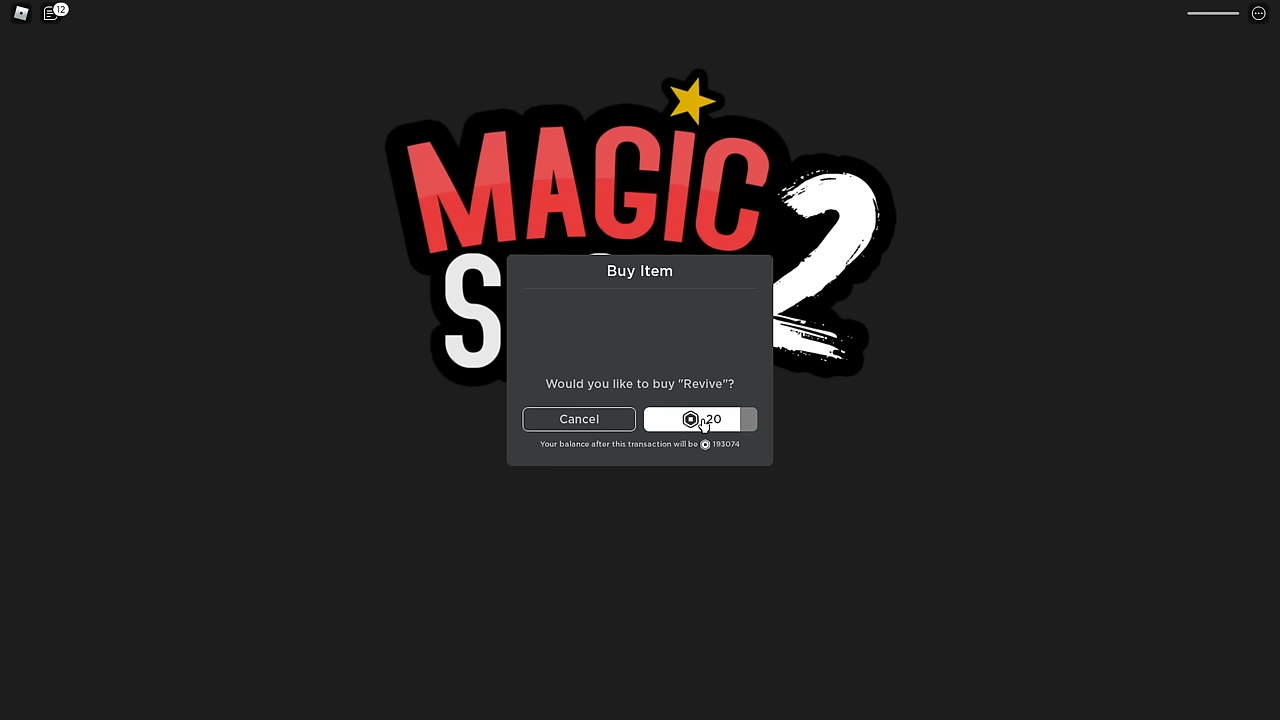 12
MAGIC
S 2
Buy Item
Would you like to buy "Revive"?
Cancel
20
Your balance after this transaction will be 193074